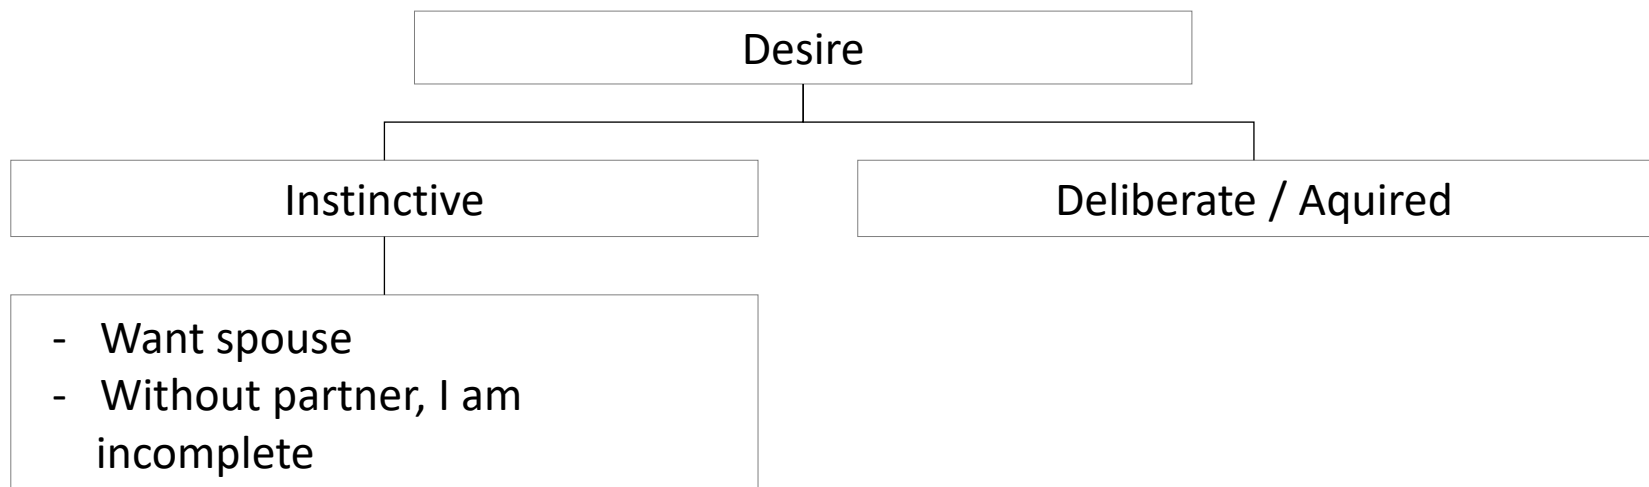 Desire
Instinctive
Deliberate / Aquired
- Want spouse
- Without partner, I am
incomplete